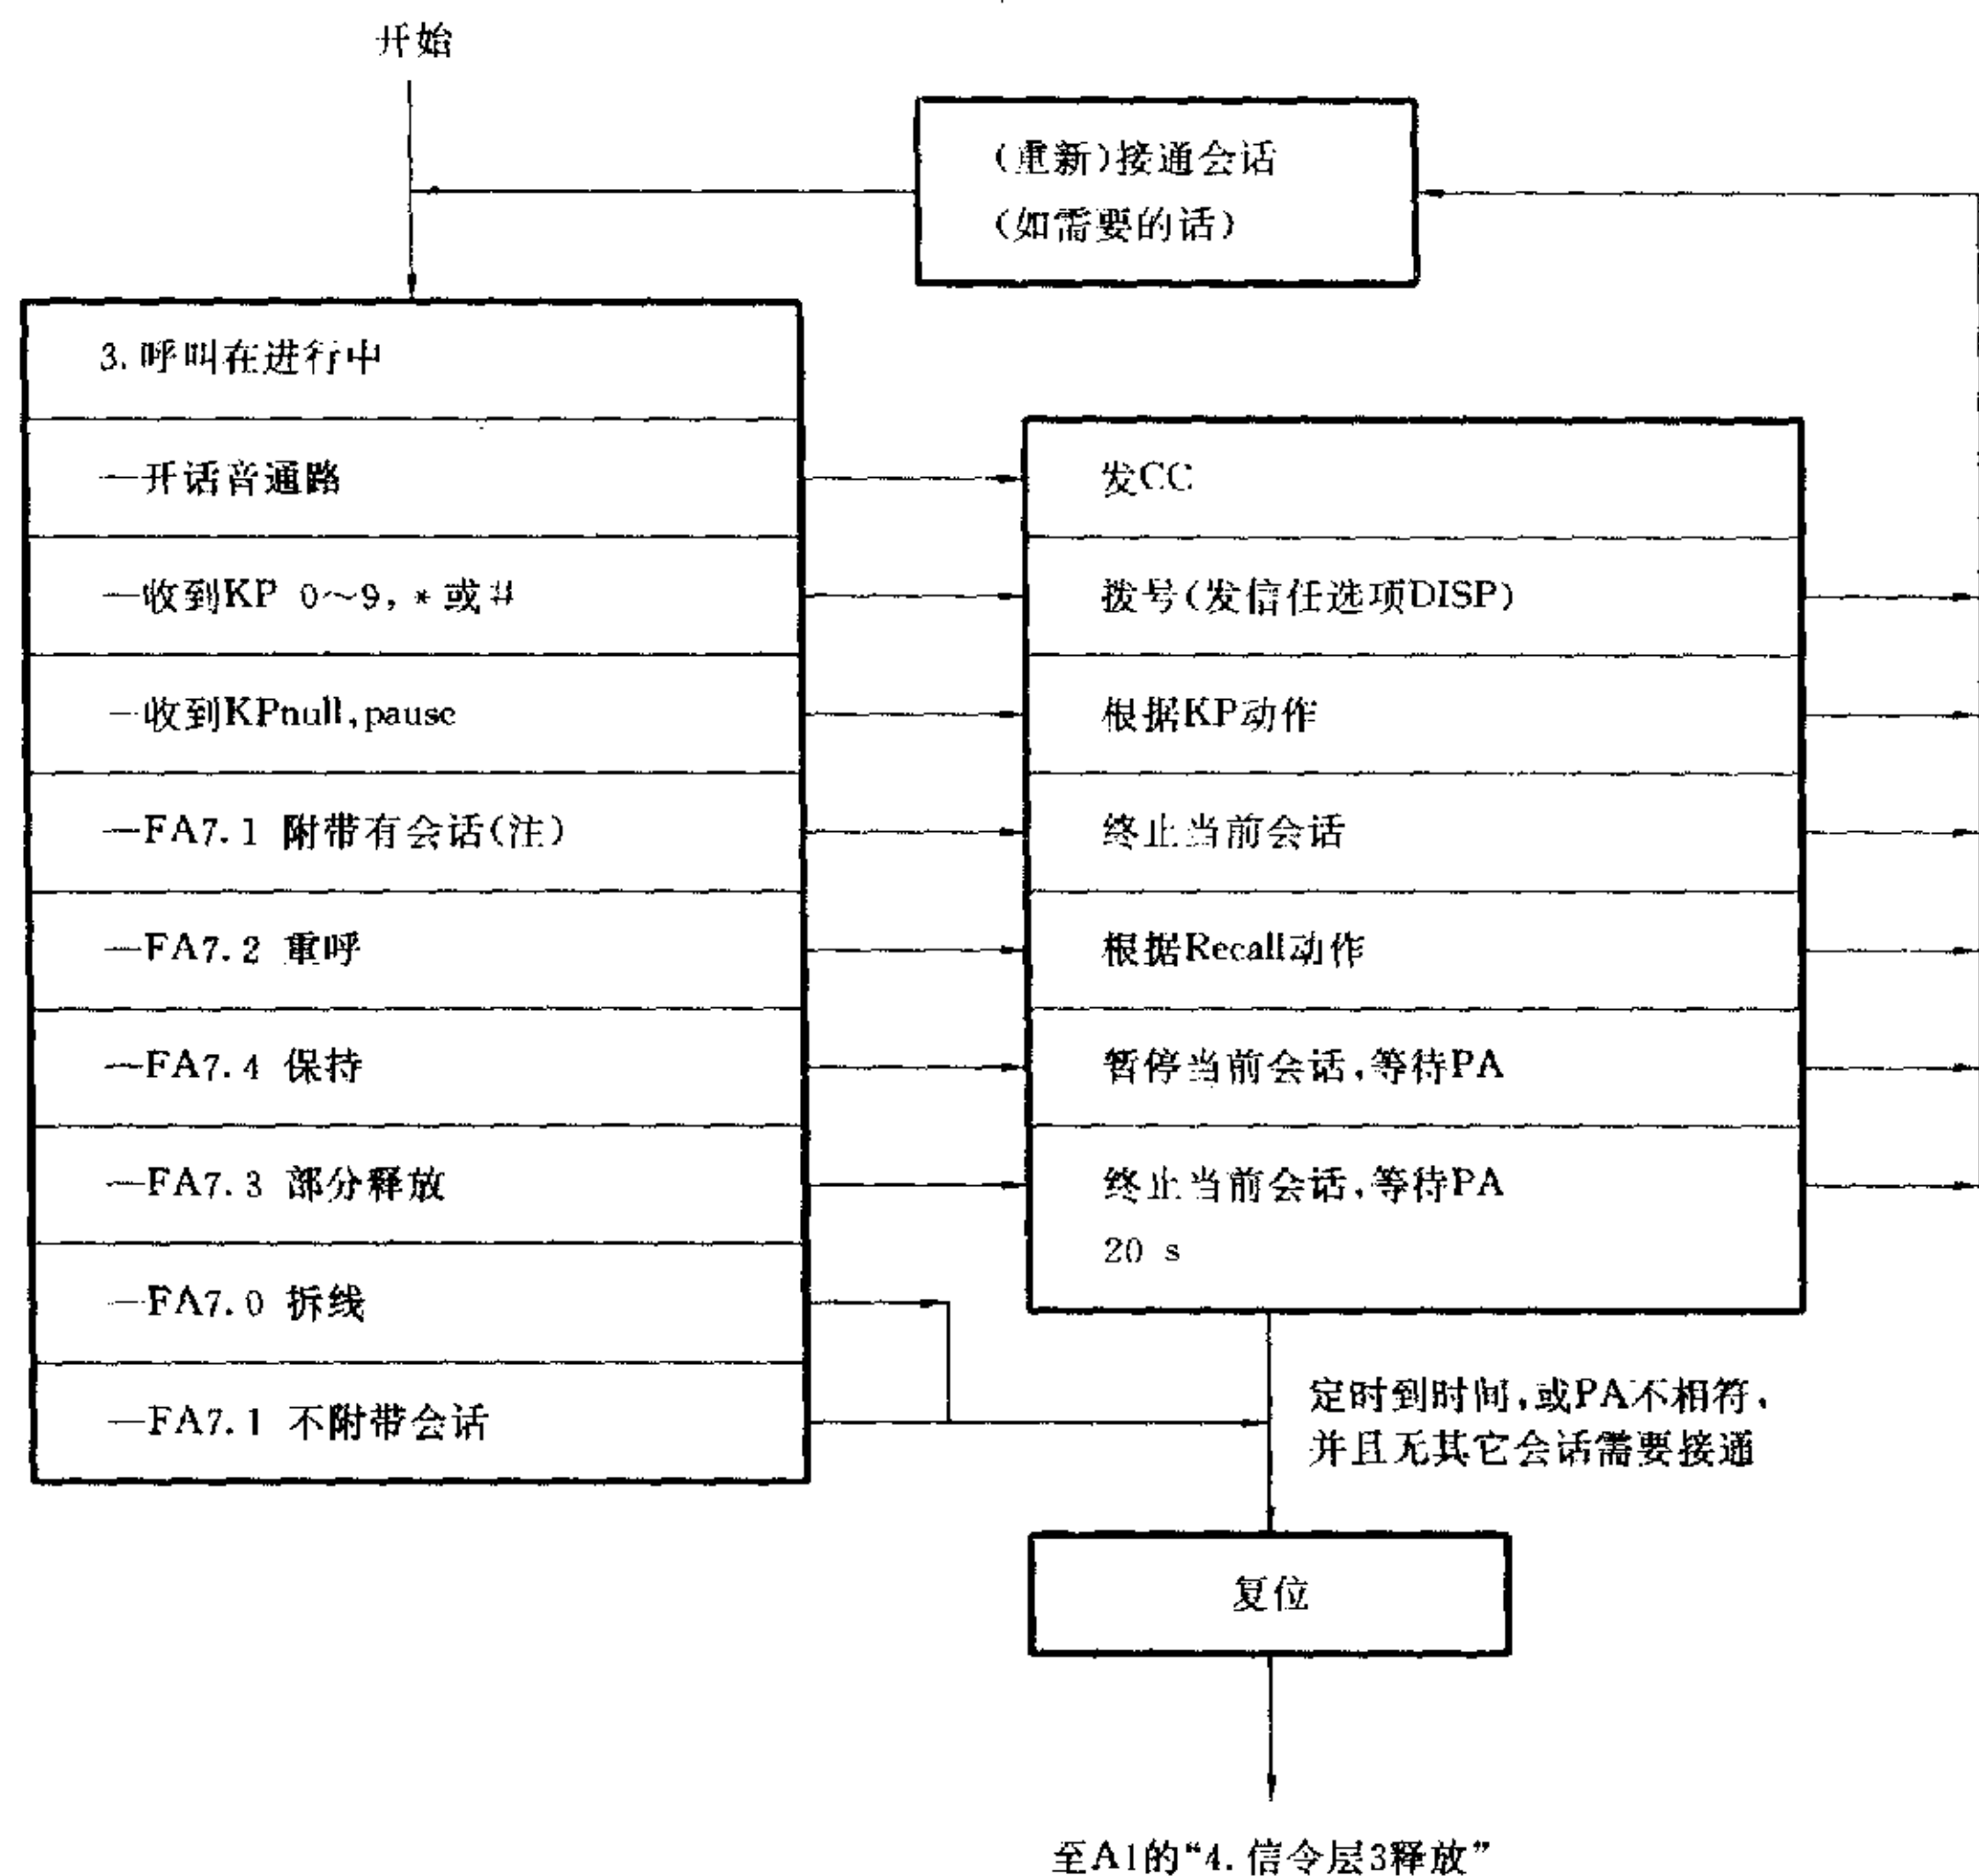 开始
(重新)接通会话
(如需要的话)
3.呼叫在进行中
—开话音通路
—收到KP 0~9,*或#
—收到KPnull,pause
—FA7.1 附带有会话(注)
—FA7.2 重呼
—FA7.4 保持
—FA7.3 部分释放
—FA7.0 拆线
—FA7.1 不附带会话
发CC
拨号(发信任选项DISP)
根据KP动作
终止当前会话
根据Recall动作
暂停当前会话,等待PA
终止当前会话,等待PA
20 s
定时到时间,或PA不相符,
并且无其它会话需要接通
复位
至A1的“4.信令层3释放”